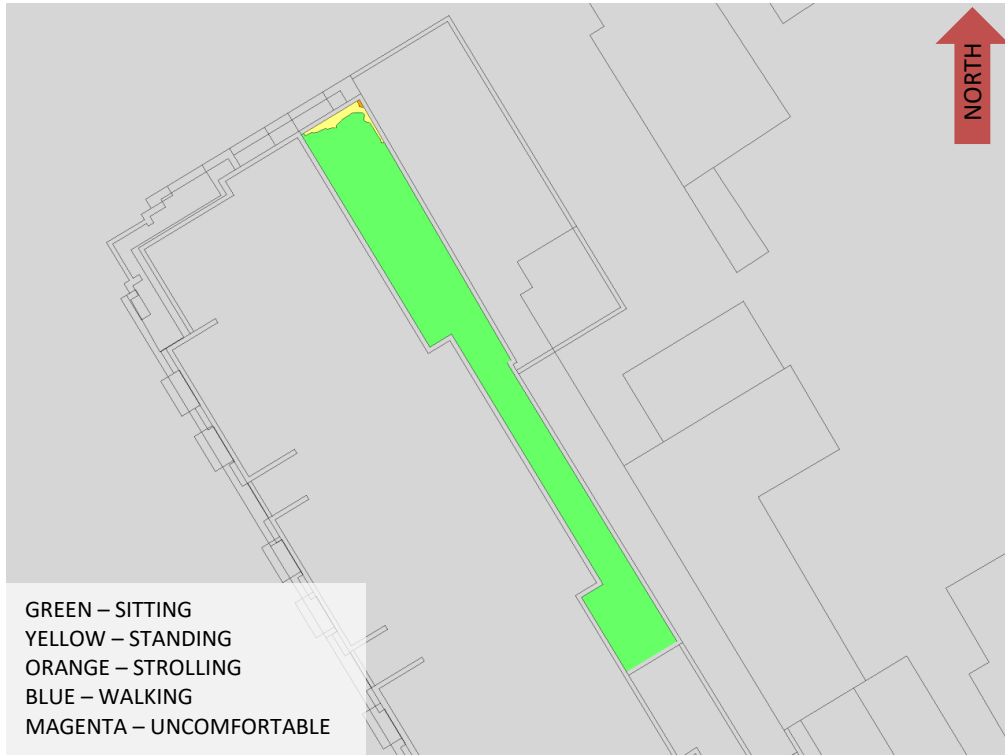 NORTH
GREEN – SITTING
YELLOW – STANDING
ORANGE – STROLLING
BLUE – WALKING
MAGENTA – UNCOMFORTABLE